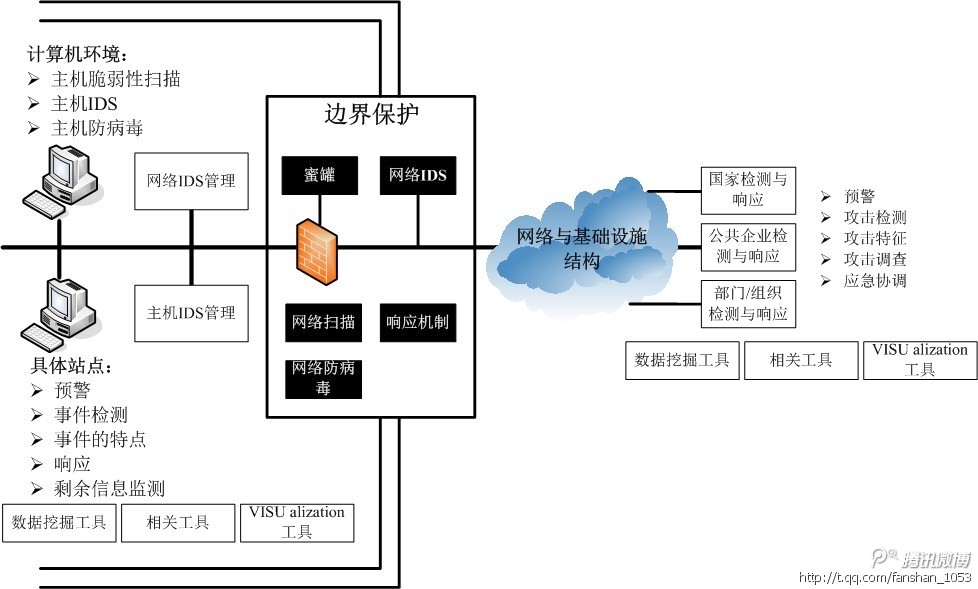 计算机环境：
主机脆弱性扫描
主机IDS
主机防病毒
网络IDS管理
主机IDS管理
具体站点：
预警
事件检测
事件的特点
响应
剩余信息监测
数据挖掘工具
相关工具
VISU alization
工具
边界保护
蜜罐
网络IDS
网络扫描
响应机制
网络防病
毒
网络与基础设施
结构
国家检测与
响应
公共企业检
测与响应
部门/组织
检测与响应
预警
攻击检测
攻击特征
攻击调查
应急协调
数据挖掘工具
相关工具
VISU alization
工具
腾讯微博
http://t.qq.com/fanshan_1053